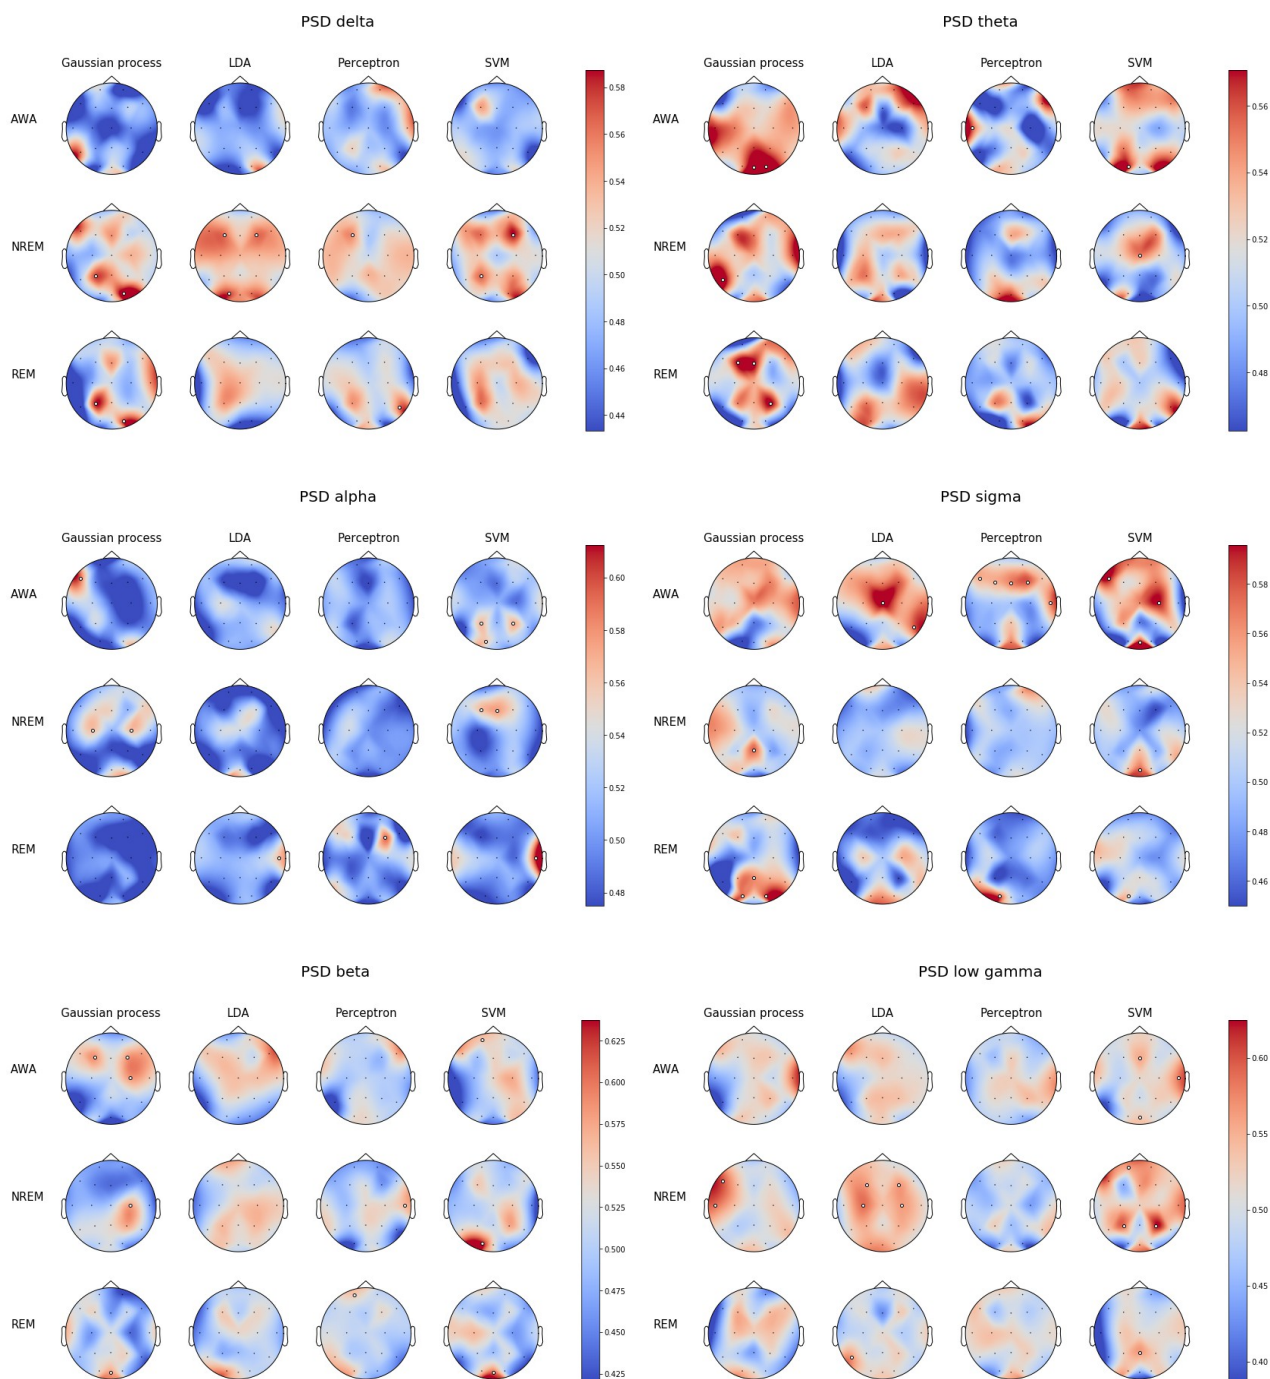 PSD delta
Gaussian process LDA Perceptron SVM
AWA
NREM
REM
0.58
0.56
0.54
0.52
0.50
0.48
0.46
0.44
PSD theta
Gaussian process LDA Perceptron SVM
AWA
NREM
REM
0.56
0.54
0.52
0.50
0.48
PSD alpha
Gaussian process LDA Perceptron SVM
AWA
NREM
REM
0.60
0.58
0.56
0.54
0.52
0.50
0.48
PSD sigma
Gaussian process LDA Perceptron SVM
AWA
NREM
REM
0.58
0.56
0.54
0.52
0.50
0.48
0.46
PSD beta
Gaussian process LDA Perceptron SVM
AWA
NREM
REM
0.625
0.600
0.575
0.550
0.525
0.500
0.475
0.450
0.425
PSD low gamma
Gaussian process LDA Perceptron SVM
AWA
NREM
REM
0.60
0.55
0.50
0.45
0.40